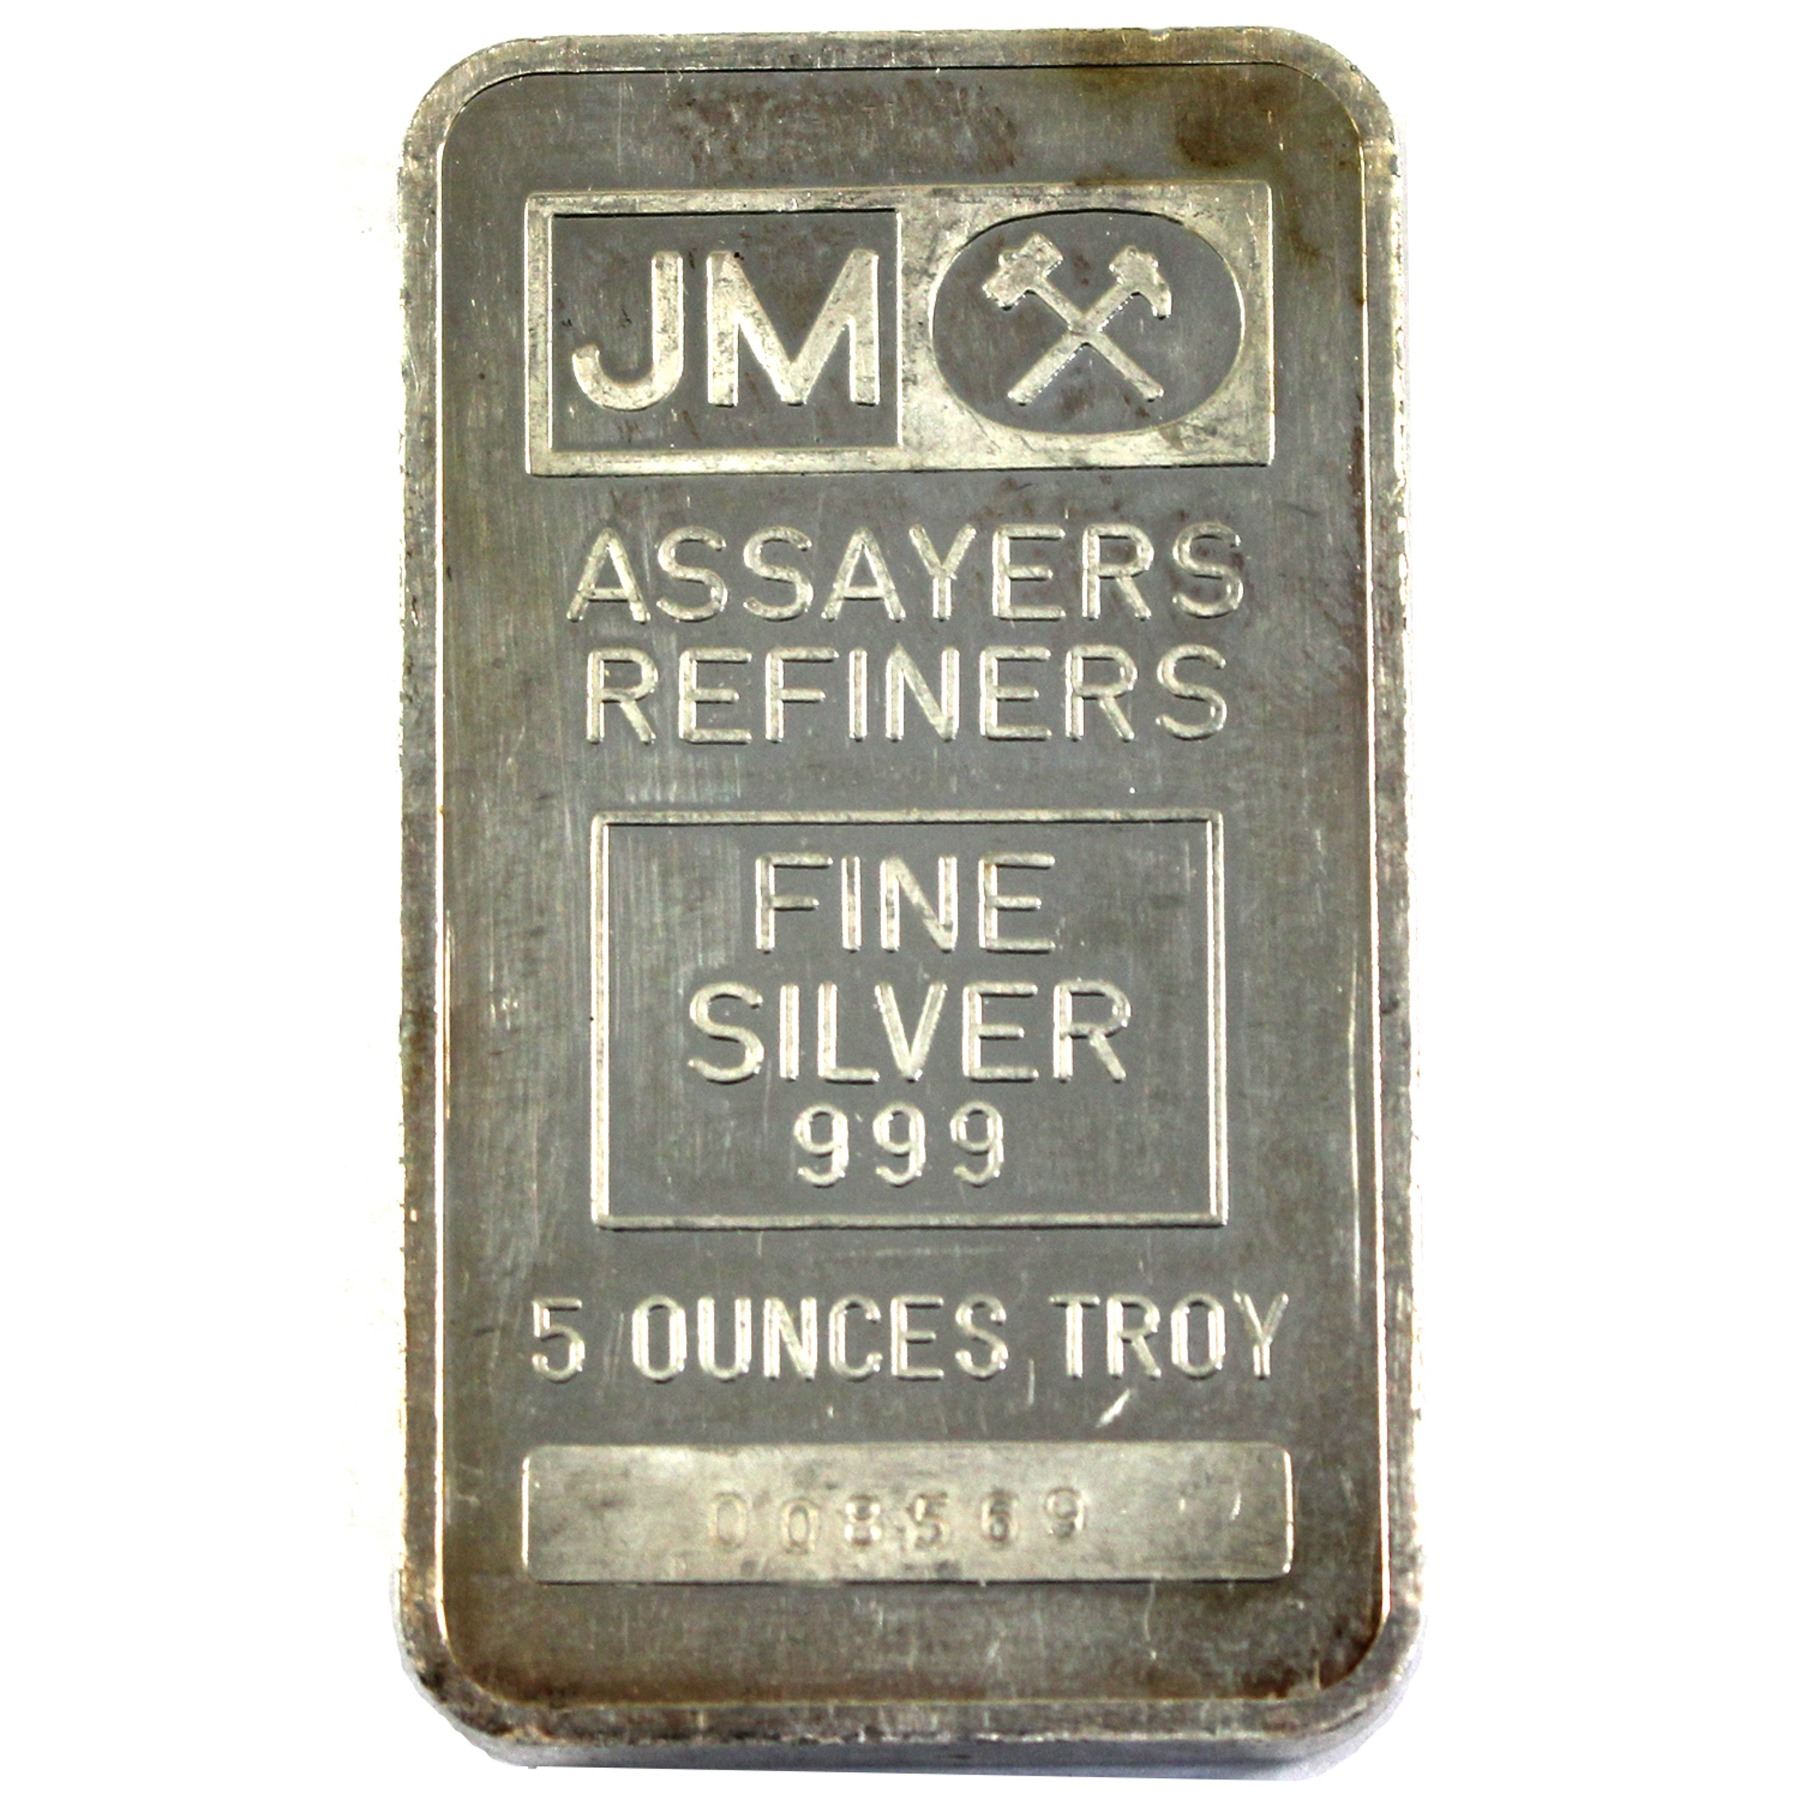 JM
ASSAYERS
REFINERS
FINE
SILVER
999
5 OUNCES TROY
008569